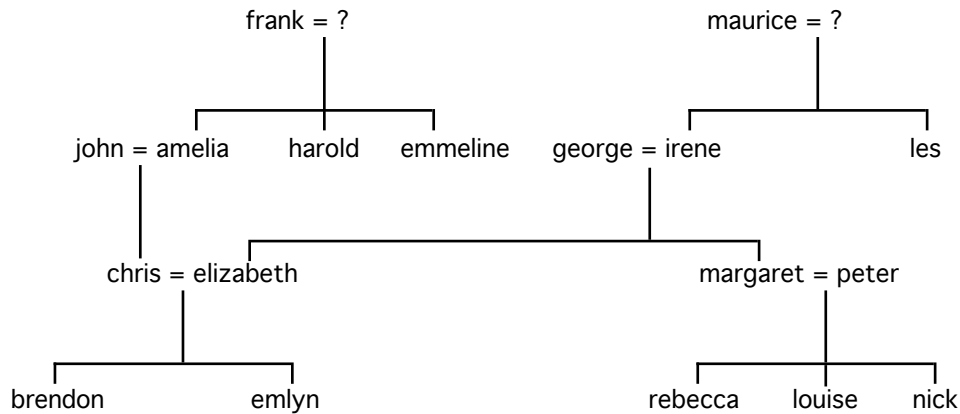 frank = ? maurice = ?
john = amelia harold emmeline george = irene les
chris = elizabeth margaret = peter
brendon emlyn rebecca louise nick